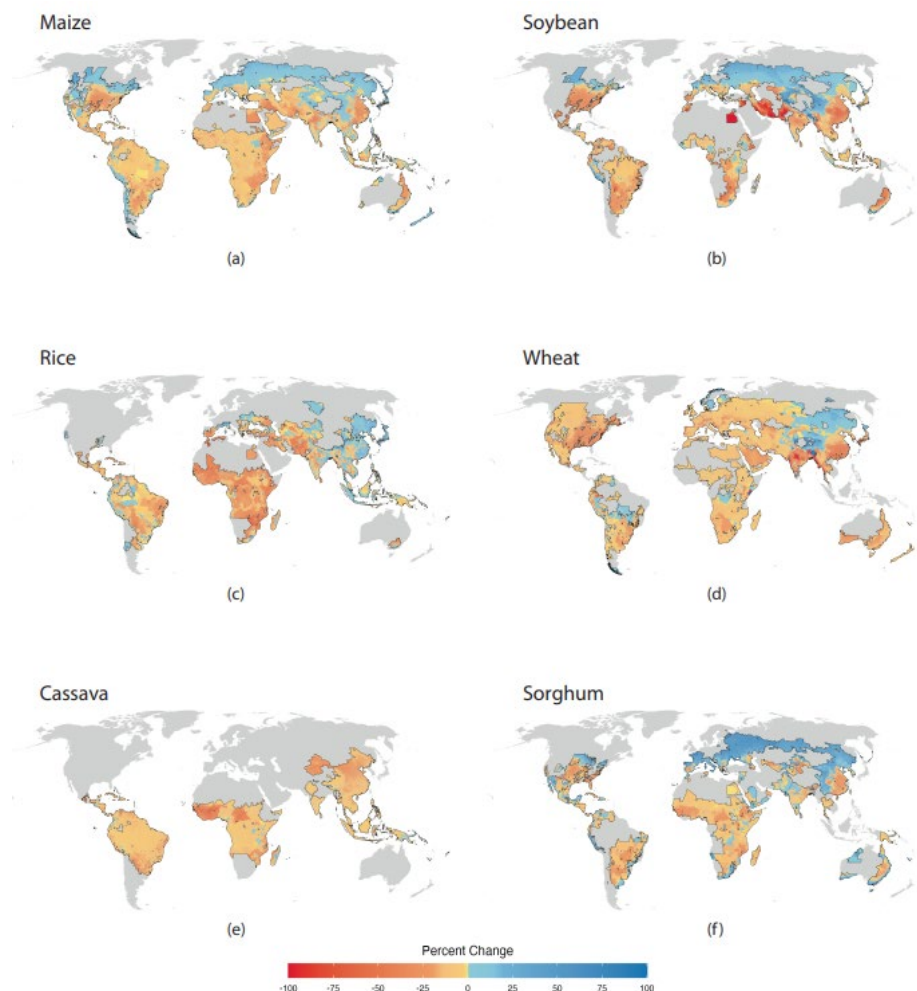 Maize
Soybean
(a)
(b)
Rice
Wheat
(c)
(d)
Cassava
Sorghum
(e)
(f)
Percent Change
-100 -75 -50 -25 0 25 50 75 100